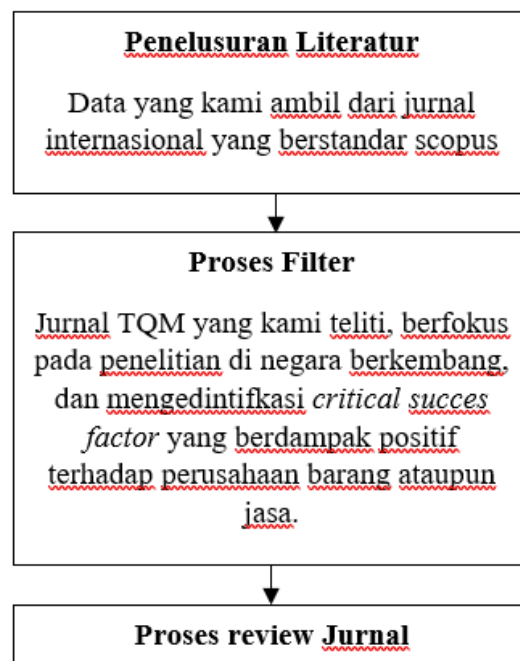 Penelusuran Literatur
Data yang kami ambil dari jurnal
internasional yang berstandar scopus
Proses Filter
Jurnal TQM yang kami teliti, berfokus
pada penelitian di negara berkembang,
dan mengedintifkasi critical succes
factor yang berdampak positif
terhadap perusahaan barang ataupun
jasa.
Proses review Jurnal